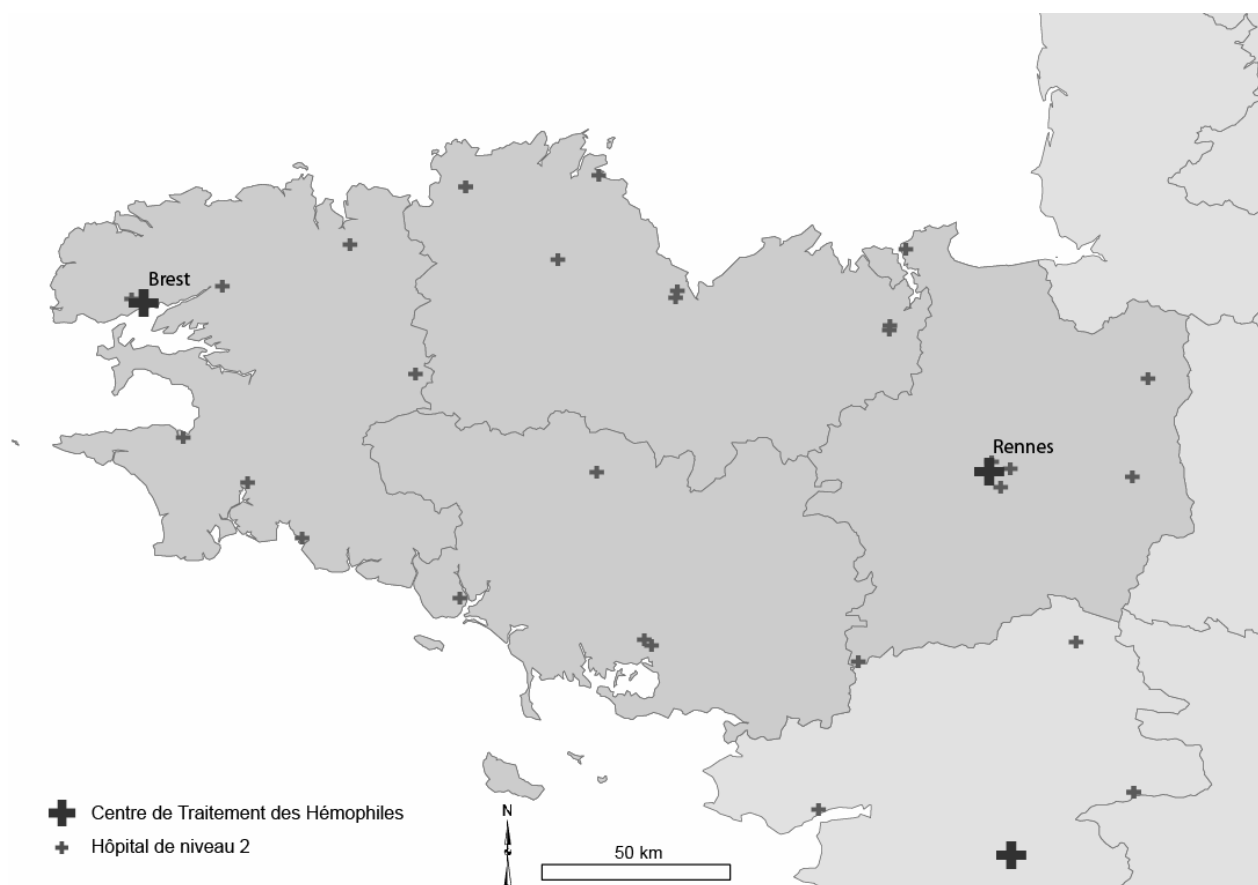 Brest
Rennes
Centre de Traitement des Hémophiles
Hôpital de niveau 2
N
50 km